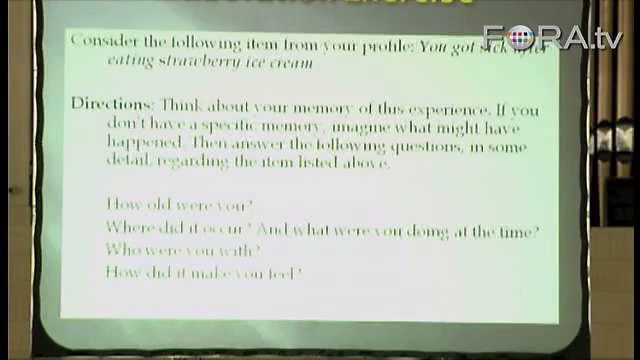 Exercise
FORA.tv
Consider the following item from your profile: You got sick after
eating strawberry ice cream
Directions: Think about your memory of this experience. If you
don't have a specific memory, imagine what might have
happened. Then answer the following questions, in some
detail, regarding the item listed above.
How old were you?
Where did it occur? And what were you doing at the time?
Who were you with?
How did it make you feel?